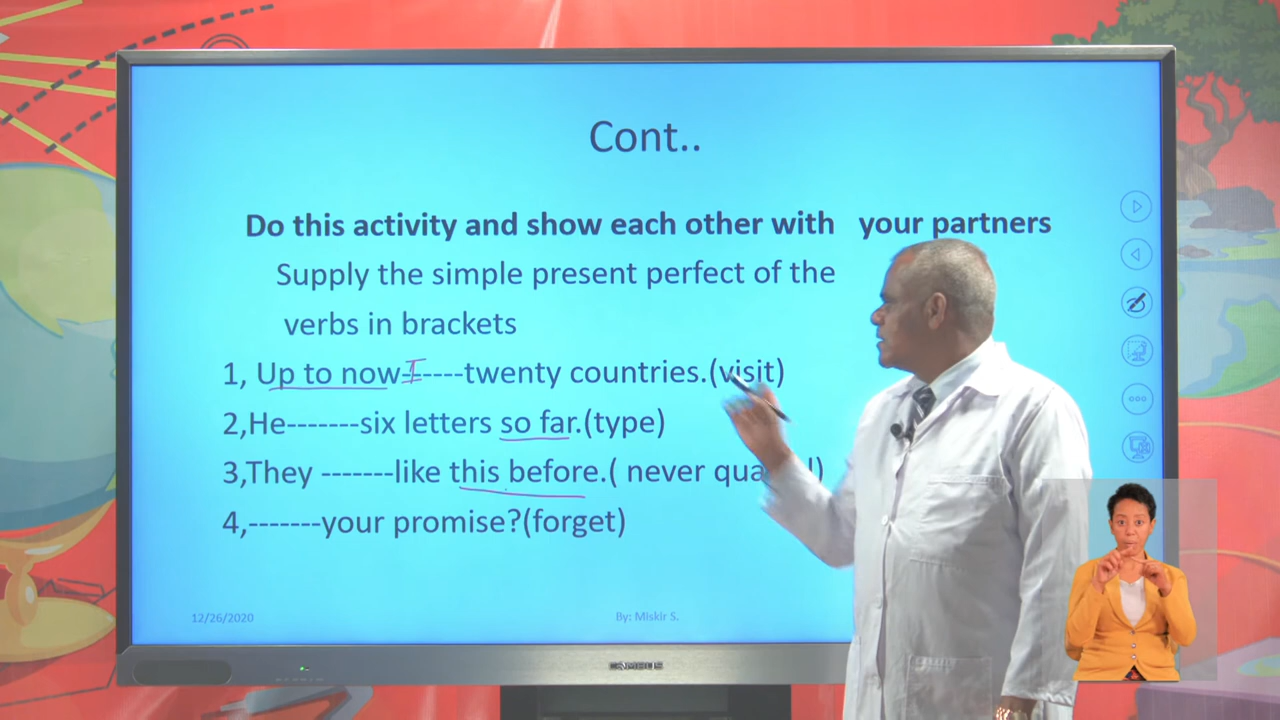 Cont..
Do this activity and show each other with your partners
Supply the simple present perfect of the
verbs in brackets
1, Up to now-I----twenty countries.(visit)
2,He-------six letters so far.(type)
3,They -------like this before.( never
4,-------your promise?(forget)
12/26/2020
By: Miskir S.